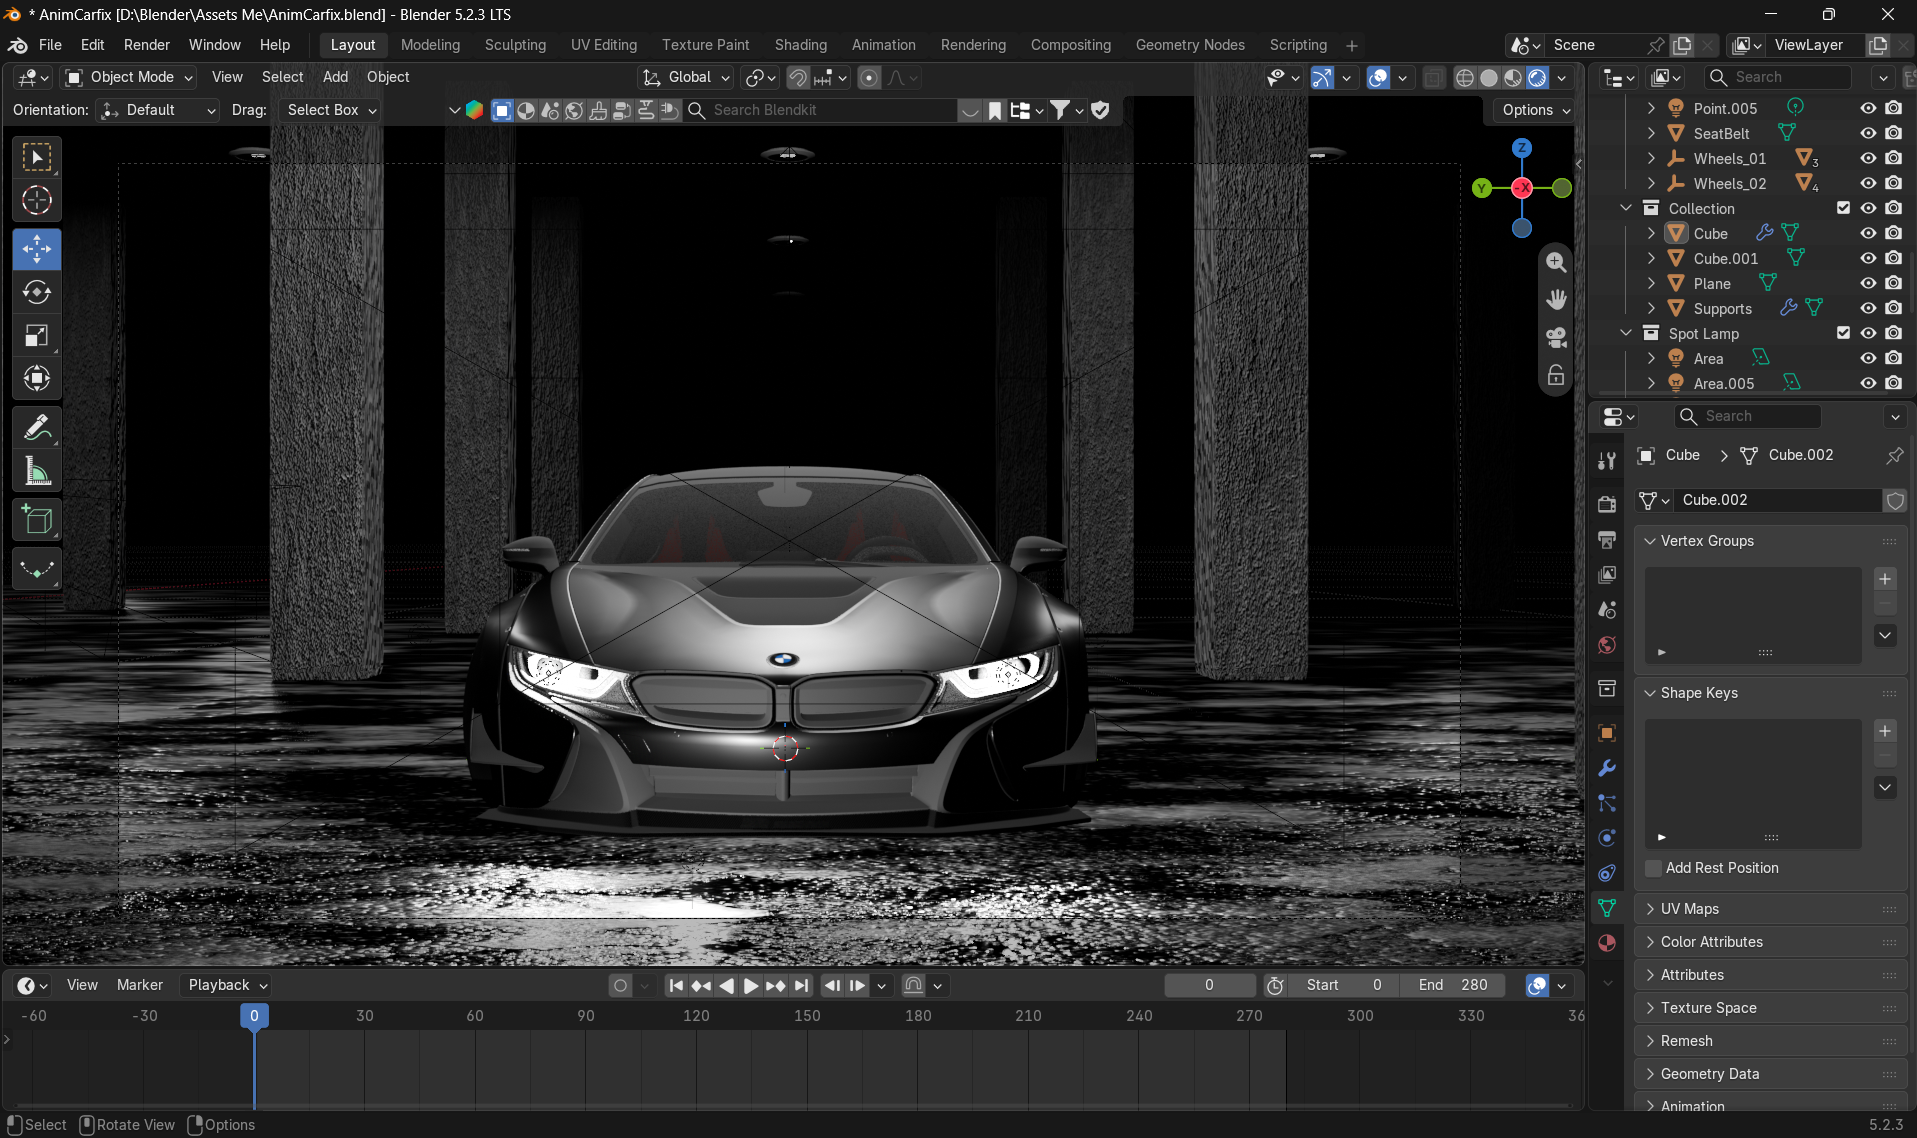 * AnimCarfix [D:\Blender\Assets Me\AnimCarfix.blend] - Blender 5.2.3 LTS
File Edit Render Window Help Layout Modeling Sculpting UV Editing Texture Paint Shading Animation Rendering Compositing Geometry Nodes Scripting + Scene ViewLayer
Object Mode View Select Add Object Global Search
Orientation: Default Drag: Select Box Search Blendkit Options
Point.005
SeatBelt
Wheels_01 3
Wheels_02 4
Collection
Cube
Cube.001
Plane
Supports
Spot Lamp
Area
Area.005
Z
Y -X
Search
Cube Cube.002
Cube.002
Vertex Groups
Shape Keys
Add Rest Position
UV Maps
Color Attributes
Attributes
Texture Space
Remesh
Geometry Data
Animation
View Marker Playback 0 Start 0 End 280
-60 -30 0 30 60 90 120 150 180 210 240 270 300 330 36
Select Rotate View Options 5.2.3